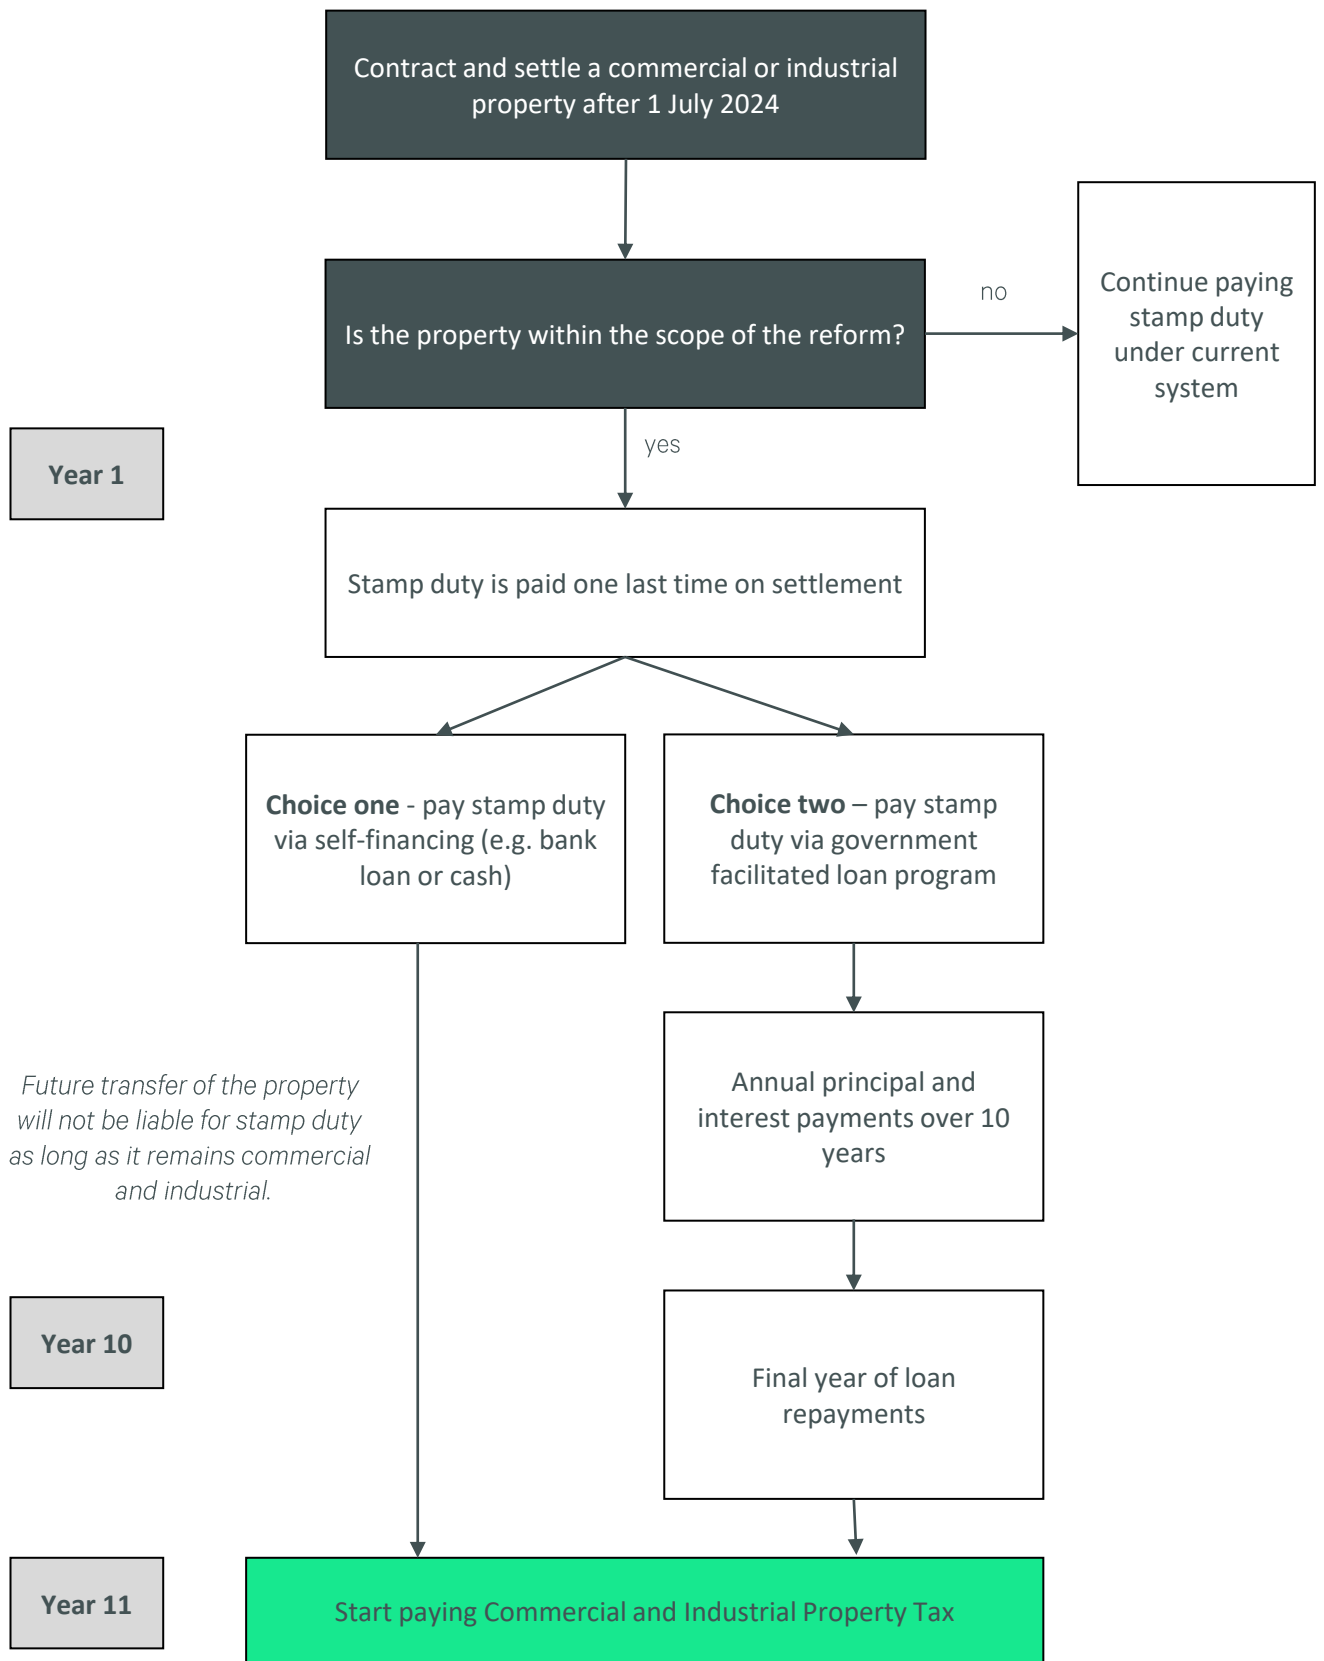 Contract and settle a commercial or industrial
property after 1 July 2024
Is the property within the scope of the reform?
no
Continue paying
stamp duty
under current
system
yes
Year 1
Stamp duty is paid one last time on settlement
Choice one - pay stamp duty
via self-financing (e.g. bank
loan or cash)
Choice two – pay stamp
duty via government
facilitated loan program
Annual principal and
interest payments over 10
years
Future transfer of the property
will not be liable for stamp duty
as long as it remains commercial
and industrial.
Year 10
Final year of loan
repayments
Year 11
Start paying Commercial and Industrial Property Tax